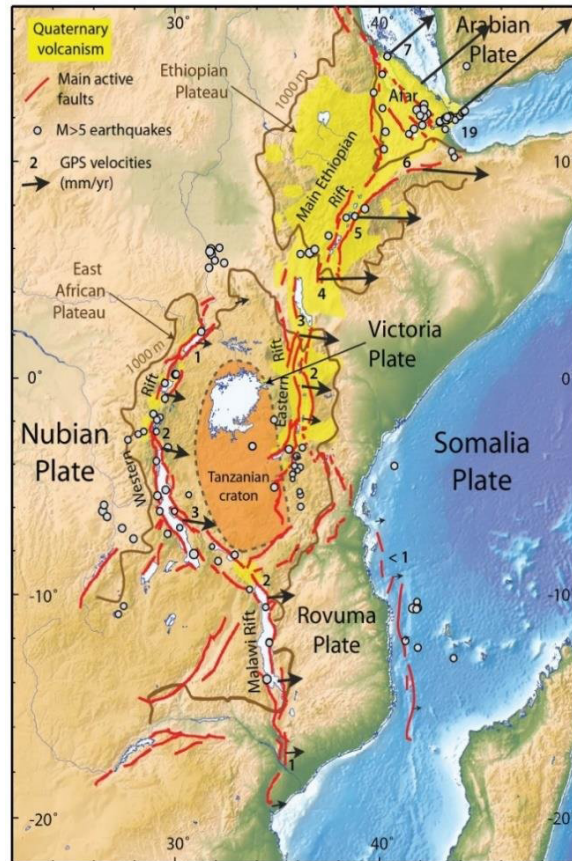 30˚
40˚
Quaternary
volcanism
Main active
faults
M>5 earthquakes
2 GPS velocities
(mm/yr)
Ethiopian
Plateau
1000 m
7
Arabian
Plate
Afar
19
6
10
Main Ethiopian
Rift
5
4
East
African
Plateau
1000 m
3
Victoria
Plate
1
Rift
Rift
2
0
0
Eastern
Nubian
Plate
Western
2
Tanzanian
craton
Somalia
Plate
3
< 1
2
-10
-10
Rovuma
Plate
Malawi Rift
1
-20
-20
30˚
40˚